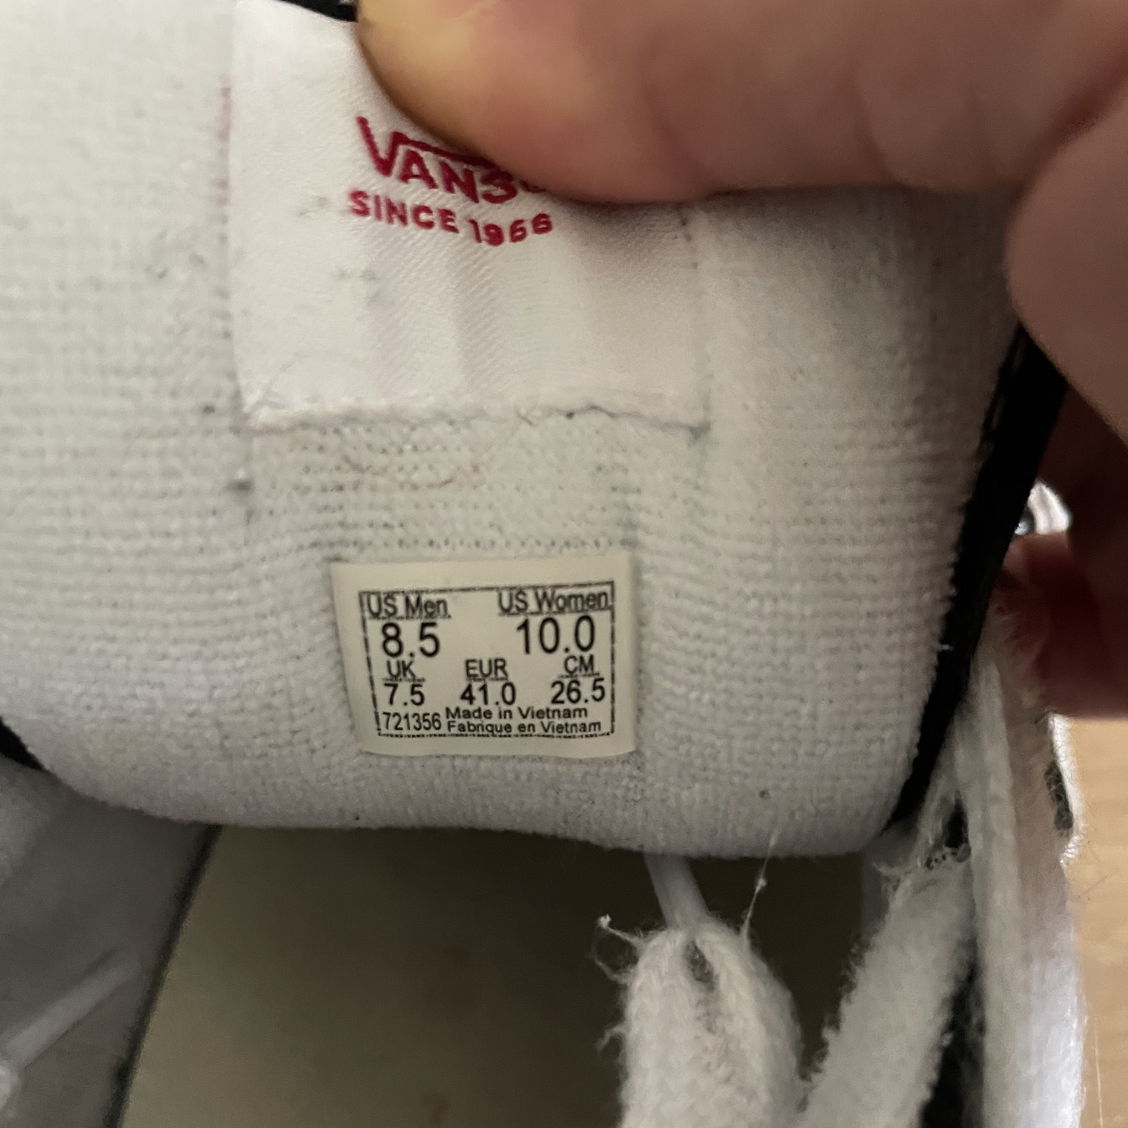 VANS
SINCE 1966
US Men US Women
8.5 10.0
UK EUR CM
7.5 41.0 26.5
721356 Made in Vietnam
Fabrique en Vietnam